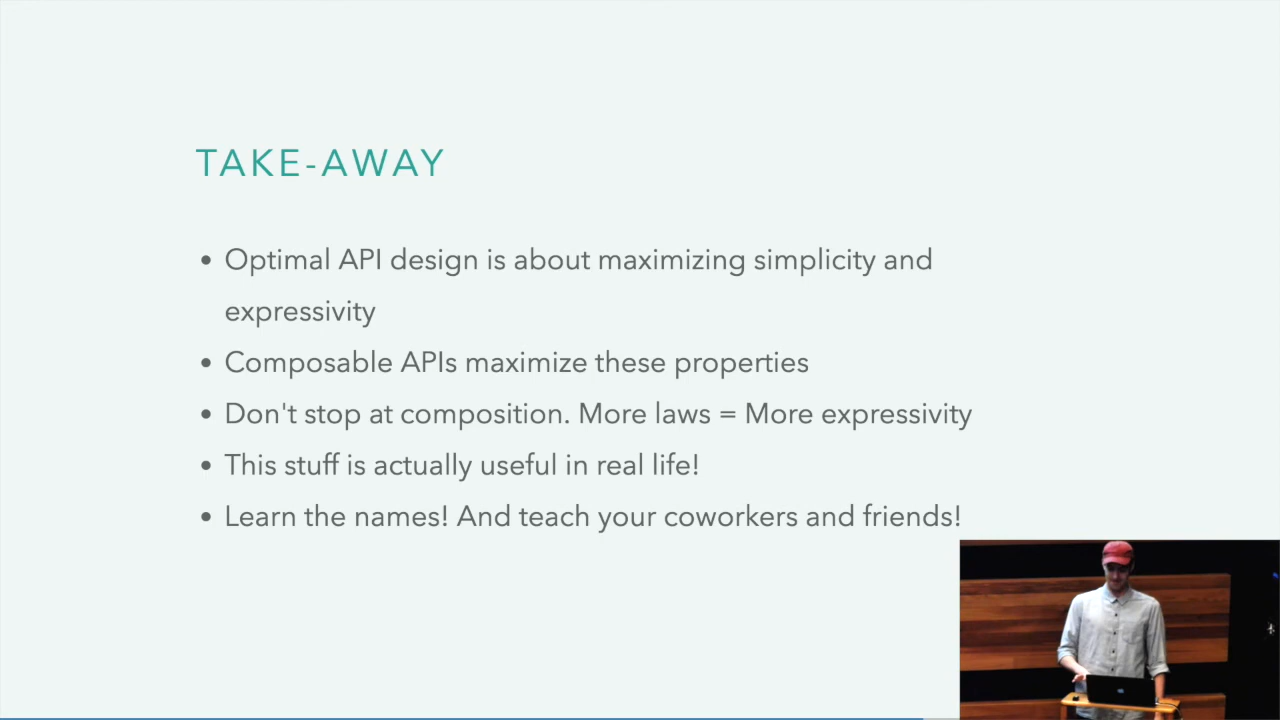 TAKE-AWAY
• Optimal API design is about maximizing simplicity and
expressivity
• Composable APIs maximize these properties
• Don't stop at composition. More laws = More expressivity
• This stuff is actually useful in real life!
• Learn the names! And teach your coworkers and friends!